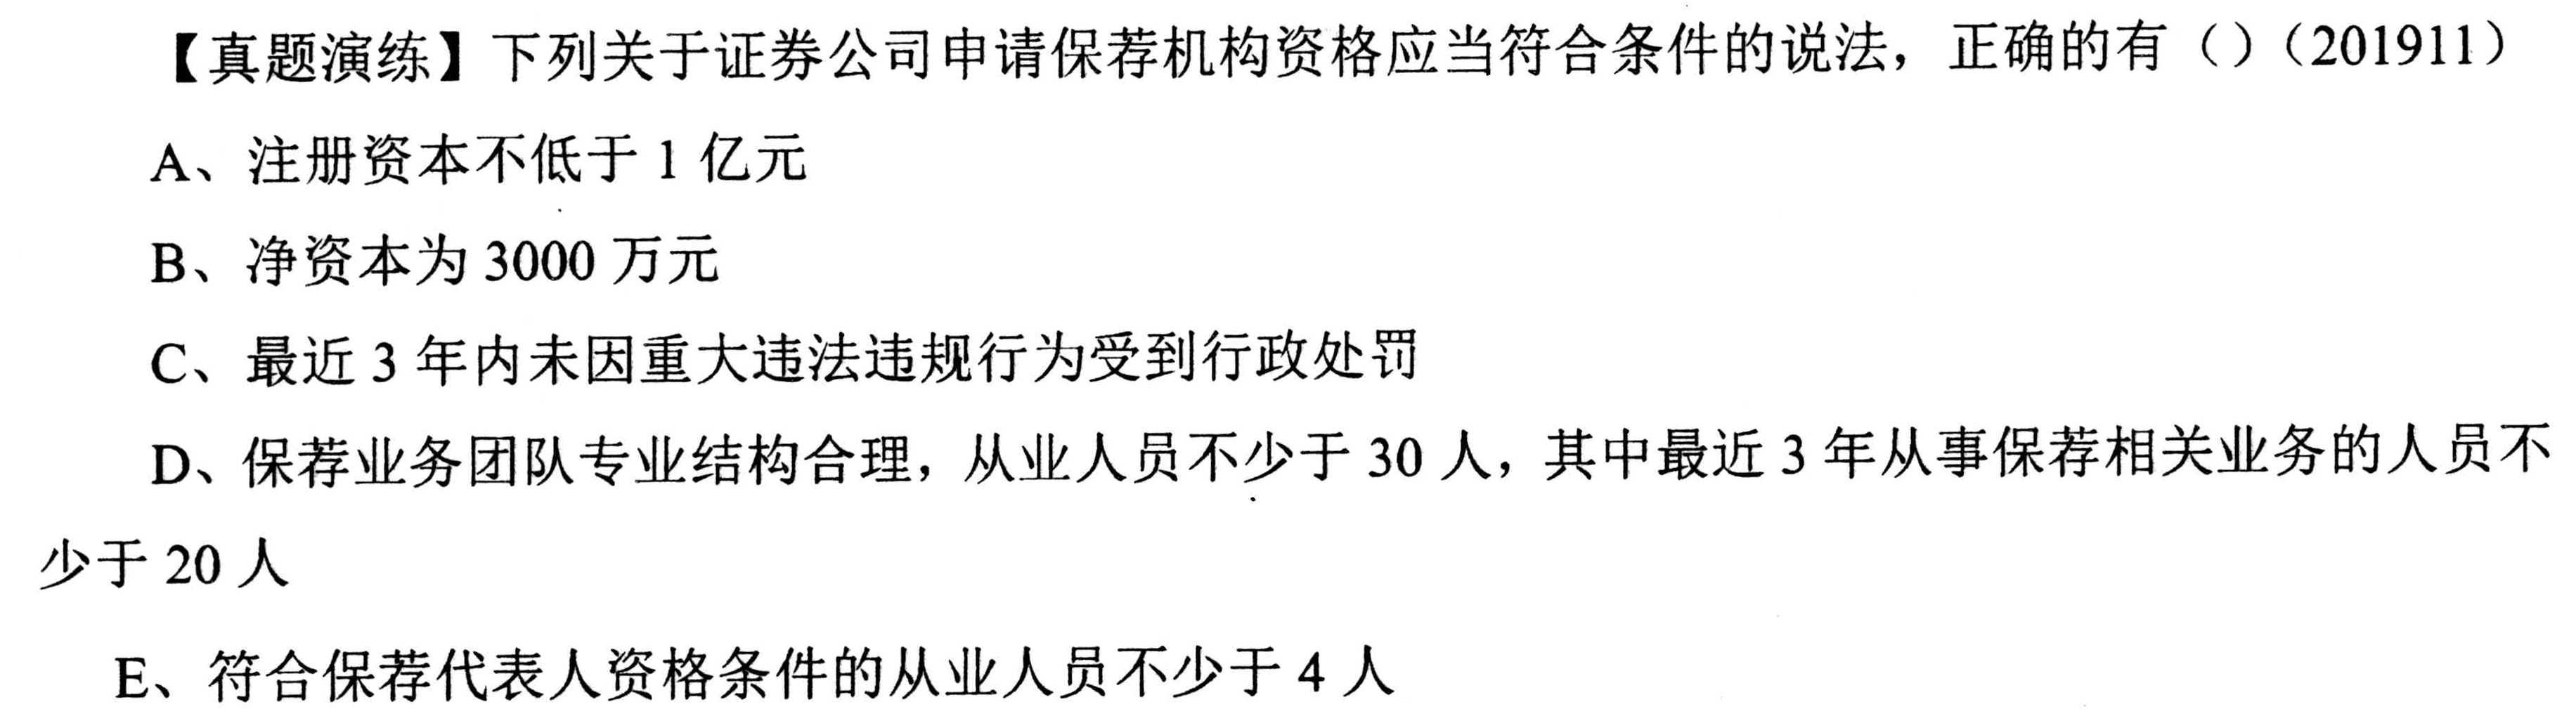 【真题演练】下列关于证券公司申请保荐机构资格应当符合条件的说法，正确的有（）（201911）
A、注册资本不低于 1 亿元
B、净资本为 3000 万元
C、最近 3 年内未因重大违法违规行为受到行政处罚
D、保荐业务团队专业结构合理，从业人员不少于 30 人，其中最近 3 年从事保荐相关业务的人员不
少于 20 人
E、符合保荐代表人资格条件的从业人员不少于 4 人